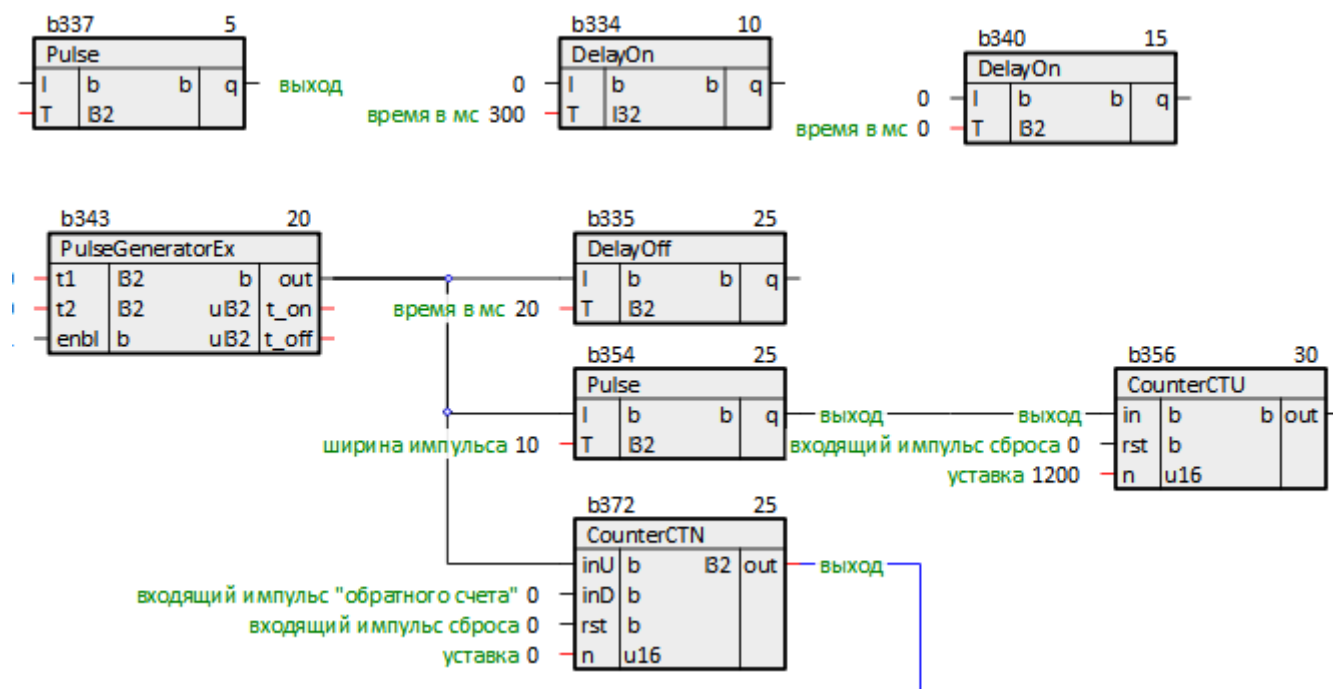 b337 5
Pulse
I b b q выход
T I32
b334 10
DelayOn
0 I b b q
время в мс 300 T I32
b340 15
DelayOn
0 I b b q
время в мс 0 T I32
b343 20
PulseGeneratorEx
t1 I32 b out
t2 I32 uI32 t_on
enbl b uI32 t_off
b335 25
DelayOff
I b b q
время в мс 20 T I32
b354 25
Pulse
I b b q выход
ширина импульса 10 T I32
b356 30
CounterCTU
выход in b b out
входящий импульс сброса 0 rst b
уставка 1200 n u16
b372 25
CounterCTN
inU b I32 out выход
входящий импульс "обратного счета" 0 inD b
входящий импульс сброса 0 rst b
уставка 0 n u16